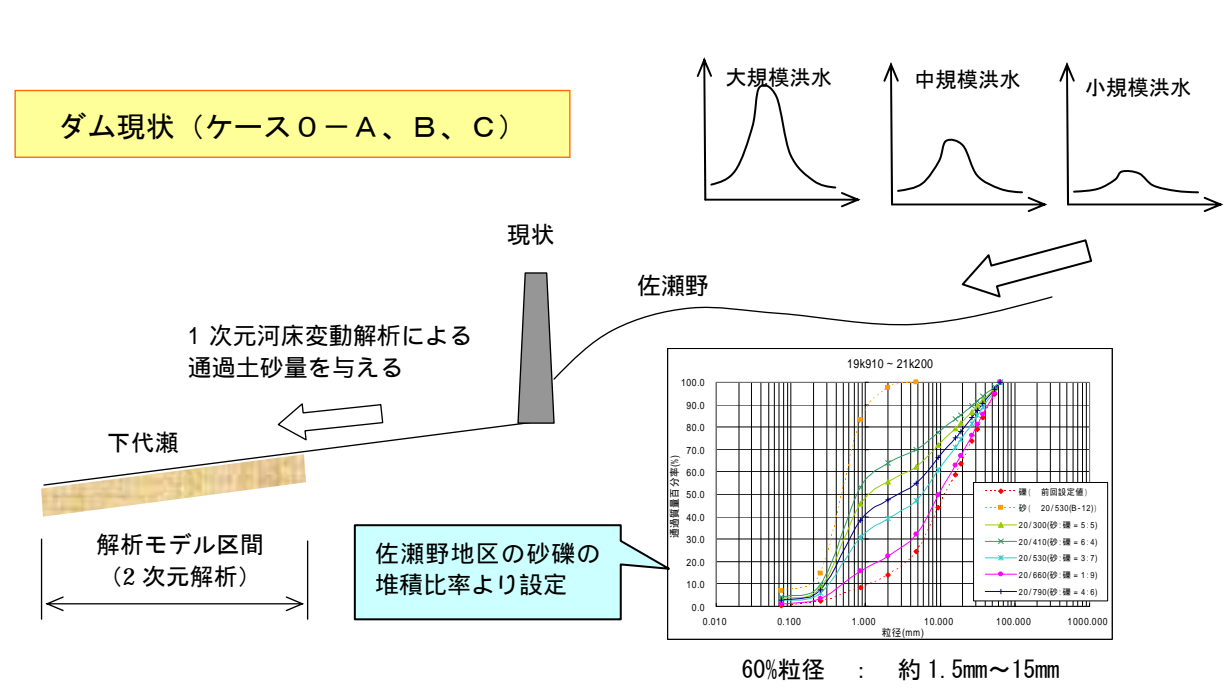 大規模洪水
中規模洪水
小規模洪水
ダム現状（ケース０－Ａ、Ｂ、Ｃ）
現状
佐瀬野
1 次元河床変動解析による
通過土砂量を与える
下代瀬
解析モデル区間
（2 次元解析）
佐瀬野地区の砂礫の
堆積比率より設定
19k910 ~ 21k200
通過質量百分率(%)
100.0
90.0
80.0
70.0
60.0
50.0
40.0
30.0
20.0
10.0
0.0
0.010 0.100 1.000 10.000 100.000 1000.000
粒径(mm)
礫( 前回設定値)
砂( 20/530(B-12))
20/300(砂:礫 = 5:5)
20/410(砂:礫 = 6:4)
20/530(砂:礫 = 3:7)
20/660(砂:礫 = 1:9)
20/790(砂:礫 = 4:6)
60%粒径 ： 約 1.5mm～15mm